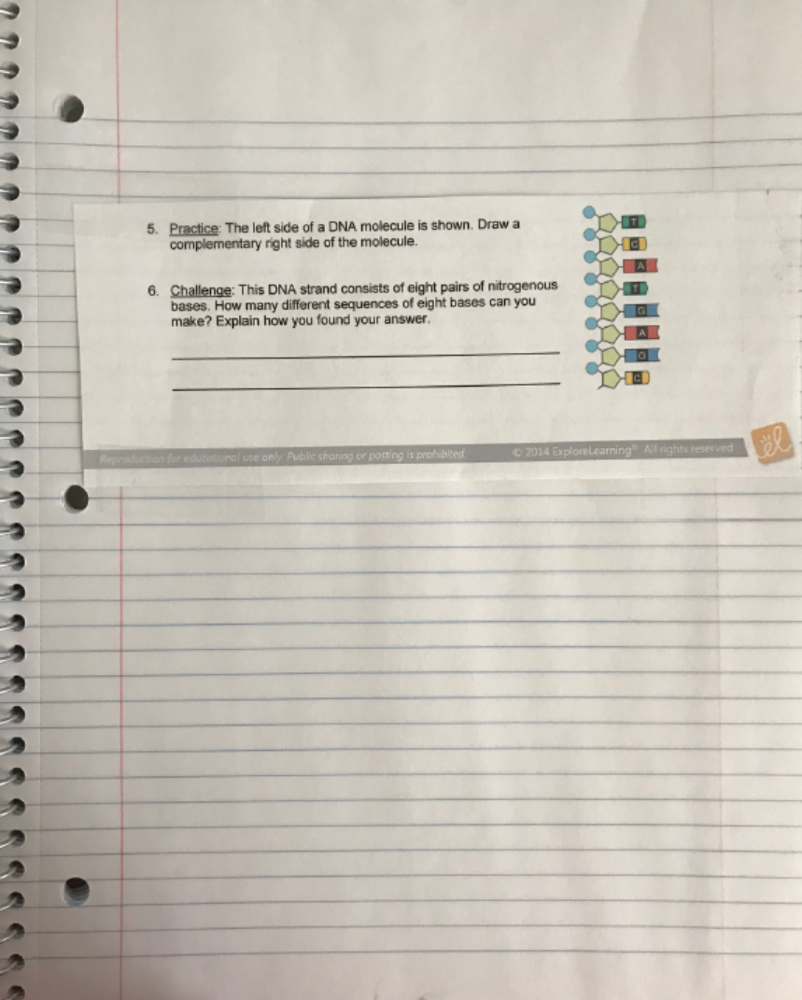 5. Practice: The left side of a DNA molecule is shown. Draw a
complementary right side of the molecule.
6. Challenge: This DNA strand consists of eight pairs of nitrogenous
bases. How many different sequences of eight bases can you
make? Explain how you found your answer.
T
C
A
T
G
A
G
C
Reproduction for educational use only. Public sharing or posting is prohibited.
© 2014 ExploreLearning® All rights reserved
el